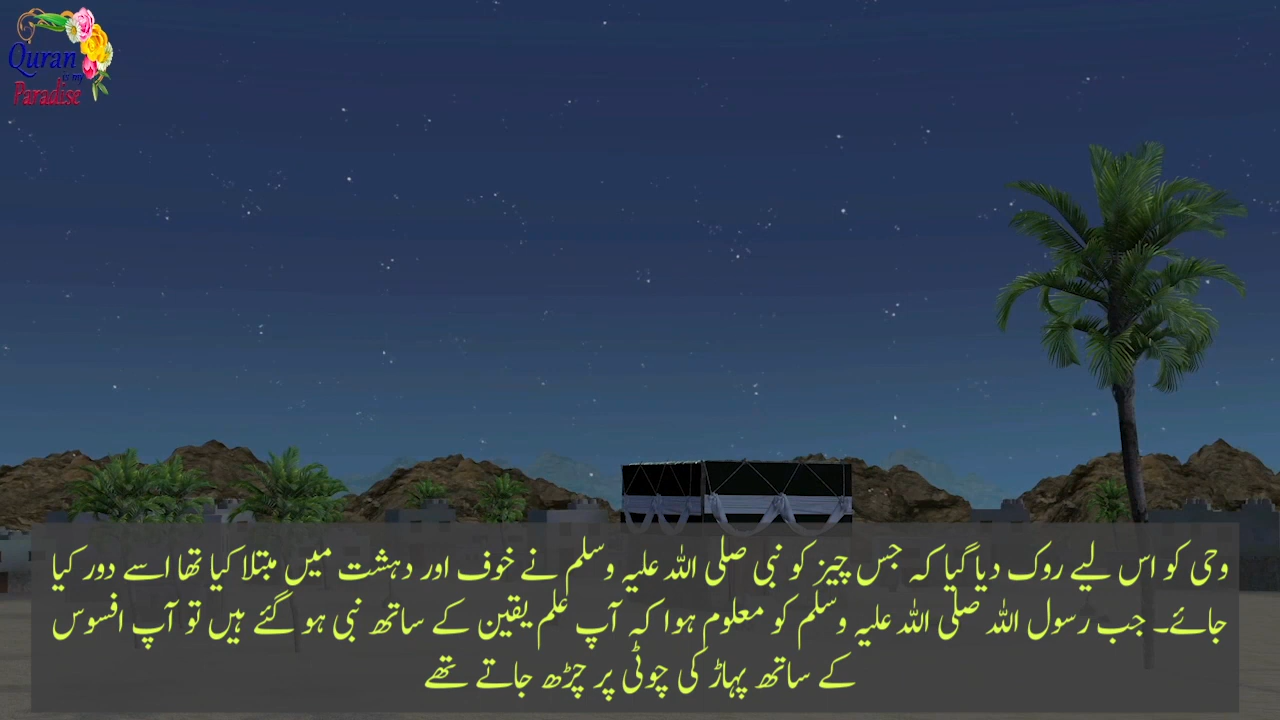 Quran
is my
Paradise
وحی کو اس لیے روک دیا گیا کہ جس چیز کو نبی صلی اللہ علیہ وسلم نے خوف اور دہشت میں مبتلا کیا تھا اسے دور کیا
جائے۔ جب رسول اللہ صلی اللہ علیہ وسلم کو معلوم ہوا کہ آپ علم یقین کے ساتھ نبی ہو گئے ہیں تو آپ افسوس
کے ساتھ پہاڑ کی چوٹی پر چڑھ جاتے تھے